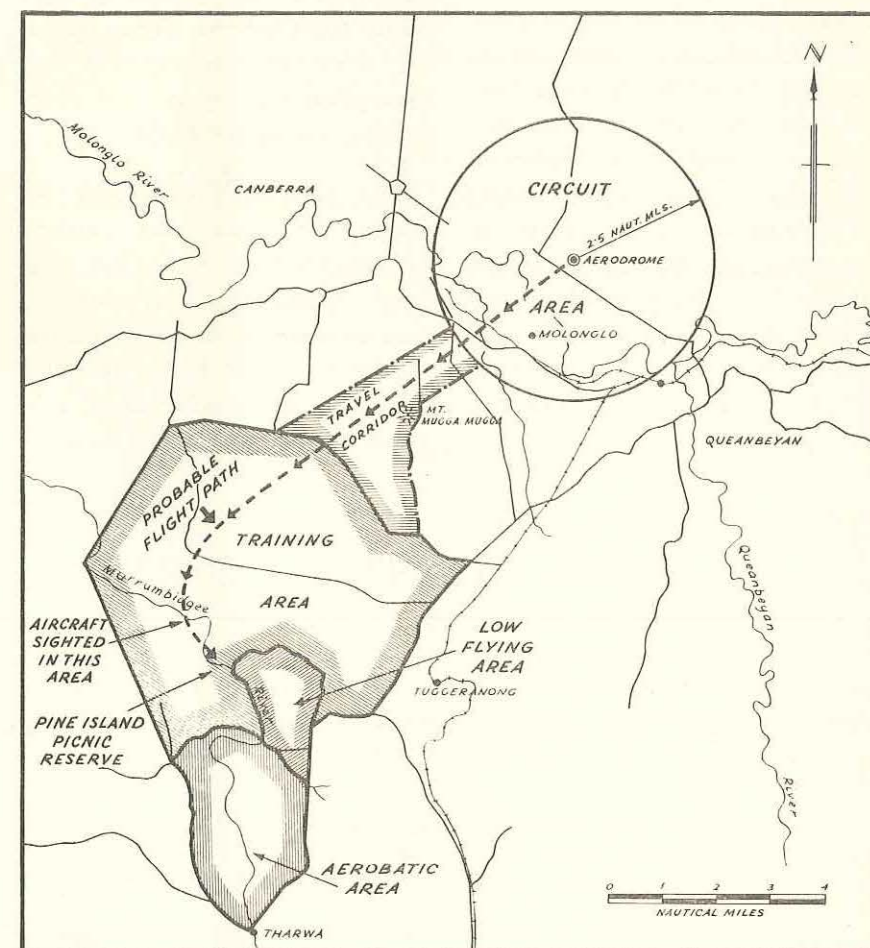 N
Molonglo
River
CANBERRA
CIRCUIT
2·5 NAUT. MLS.
AERODROME
AREA
MOLONGLO
TRAVEL
CORRIDOR
MT.
MUGGA MUGGA
QUEANBEYAN
PROBABLE
FLIGHT PATH
TRAINING
AREA
Queanbeyan
River
Murrumbidgee
River
AIRCRAFT
SIGHTED
IN THIS
AREA
LOW
FLYING
AREA
TUGGERANONG
PINE ISLAND
PICNIC
RESERVE
AEROBATIC
AREA
THARWA
0 1 2 3 4
NAUTICAL MILES